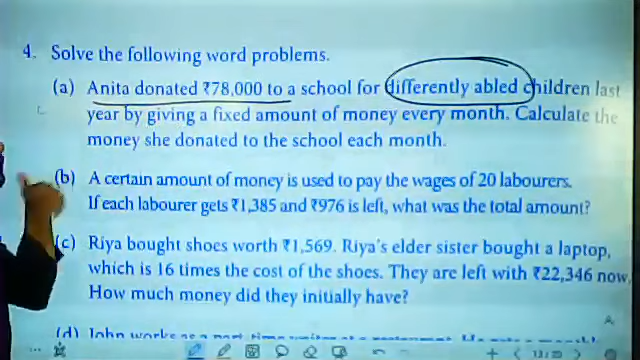 4. Solve the following word problems.
(a) Anita donated ₹78,000 to a school for differently abled children last
year by giving a fixed amount of money every month. Calculate the
money she donated to the school each month.
(b) A certain amount of money is used to pay the wages of 20 labourers.
If each labourer gets ₹1,385 and ₹976 is left, what was the total amount?
(c) Riya bought shoes worth ₹1,569. Riya's elder sister bought a laptop,
which is 16 times the cost of the shoes. They are left with ₹22,346 now.
How much money did they initially have?
(d) John works as a part time